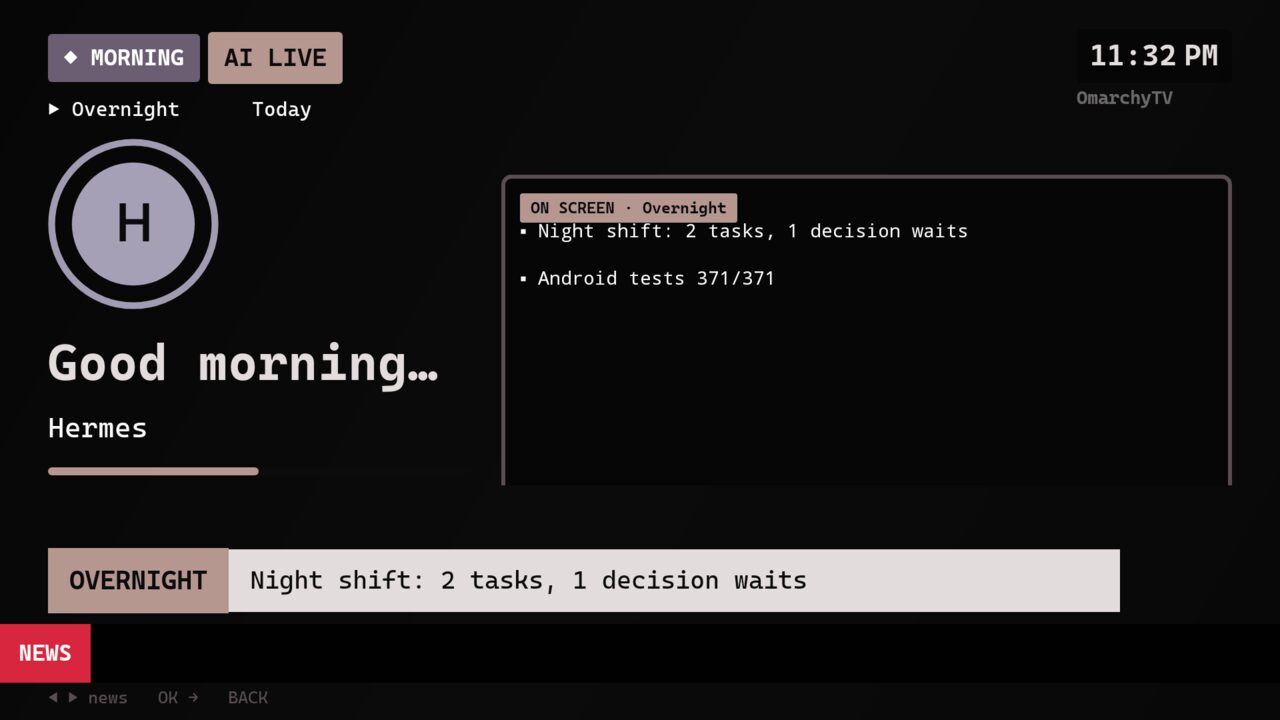 ◆ MORNING
AI LIVE
11:32 PM
OmarchyTV
▶ Overnight
Today
H
Good morning…
Hermes
ON SCREEN · Overnight
▪ Night shift: 2 tasks, 1 decision waits
▪ Android tests 371/371
OVERNIGHT
Night shift: 2 tasks, 1 decision waits
NEWS
◀ ▶ news OK → BACK